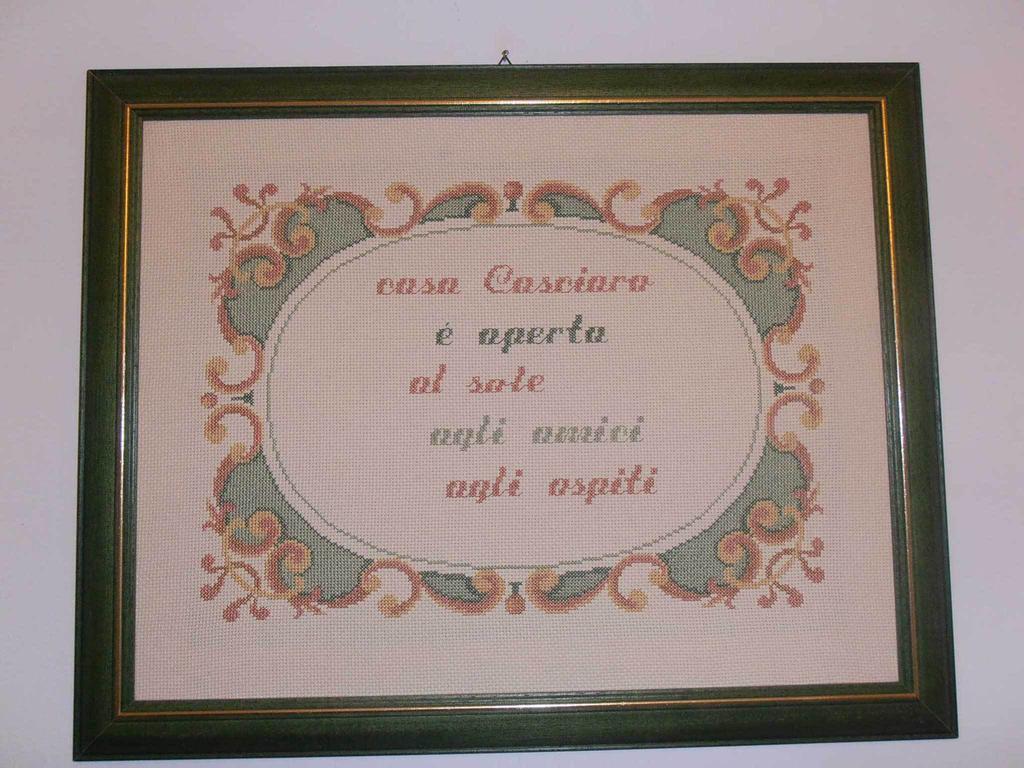 casa Casciaro
é aperta
al sole
agli amici
agli ospiti